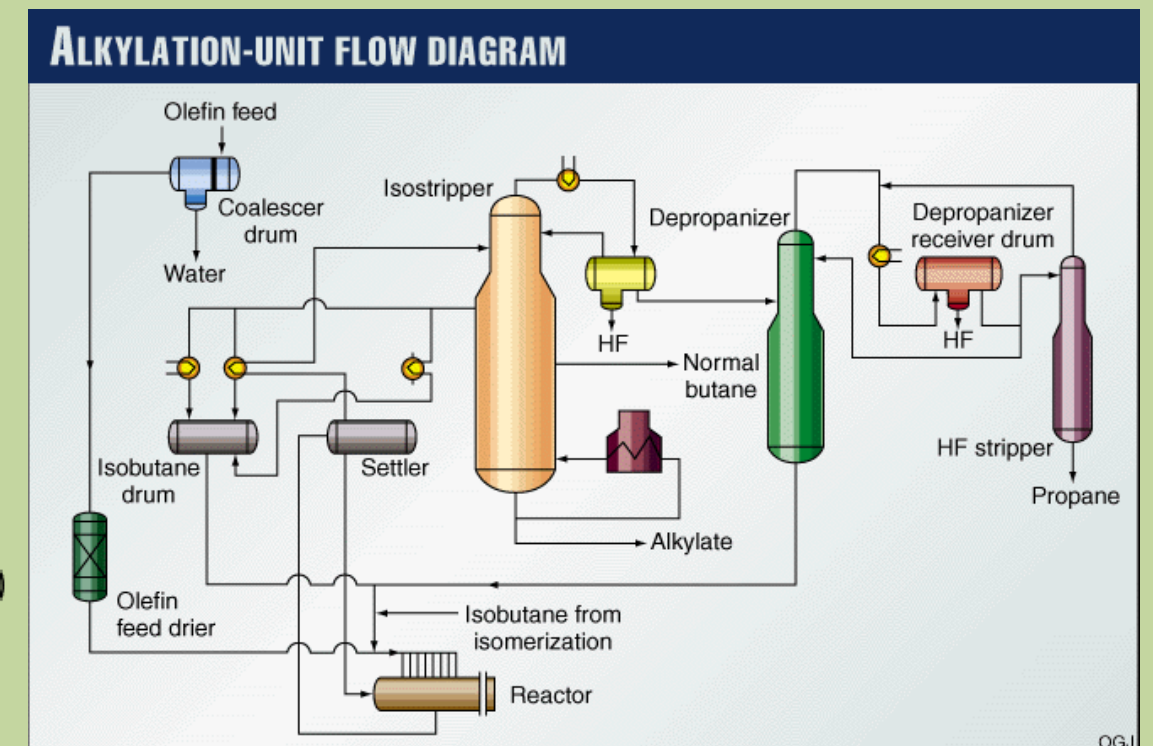 ALKYLATION-UNIT FLOW DIAGRAM
Olefin feed
Coalescer
drum
Water
Isostripper
Depropanizer
Depropanizer
receiver drum
HF
HF
Normal
butane
HF stripper
Propane
Isobutane
drum
Settler
Alkylate
Olefin
feed drier
Isobutane from
isomerization
Reactor
OGJ